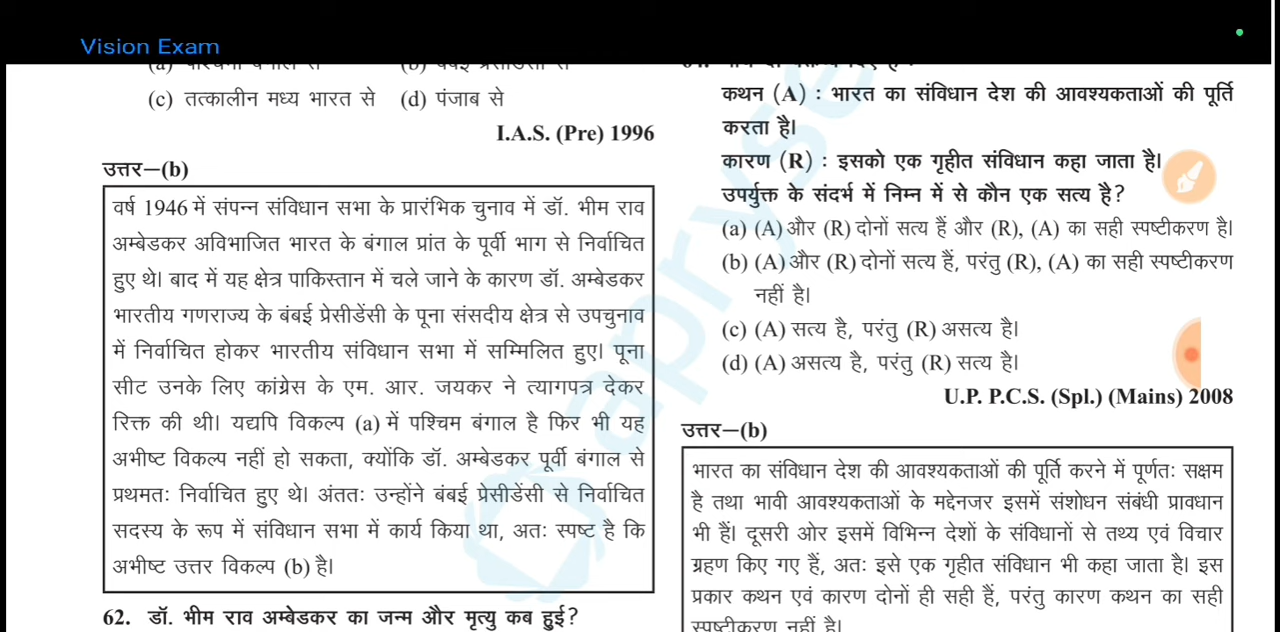 Vision Exam
(c) तत्कालीन मध्य भारत से (d) पंजाब से
I.A.S. (Pre) 1996
उत्तर–(b)
वर्ष 1946 में संपन्न संविधान सभा के प्रारंभिक चुनाव में डॉ. भीम राव
अम्बेडकर अविभाजित भारत के बंगाल प्रांत के पूर्वी भाग से निर्वाचित
हुए थे। बाद में यह क्षेत्र पाकिस्तान में चले जाने के कारण डॉ. अम्बेडकर
भारतीय गणराज्य के बंबई प्रेसीडेंसी के पूना संसदीय क्षेत्र से उपचुनाव
में निर्वाचित होकर भारतीय संविधान सभा में सम्मिलित हुए। पूना
सीट उनके लिए कांग्रेस के एम. आर. जयकर ने त्यागपत्र देकर
रिक्त की थी। यद्यपि विकल्प (a) में पश्चिम बंगाल है फिर भी यह
अभीष्ट विकल्प नहीं हो सकता, क्योंकि डॉ. अम्बेडकर पूर्वी बंगाल से
प्रथमतः निर्वाचित हुए थे। अंततः उन्होंने बंबई प्रेसीडेंसी से निर्वाचित
सदस्य के रूप में संविधान सभा में कार्य किया था, अतः स्पष्ट है कि
अभीष्ट उत्तर विकल्प (b) है।
62. डॉ. भीम राव अम्बेडकर का जन्म और मृत्यु कब हुई?
कथन (A) : भारत का संविधान देश की आवश्यकताओं की पूर्ति
करता है।
कारण (R) : इसको एक गृहीत संविधान कहा जाता है।
उपर्युक्त के संदर्भ में निम्न में से कौन एक सत्य है?
(a) (A) और (R) दोनों सत्य हैं और (R), (A) का सही स्पष्टीकरण है।
(b) (A) और (R) दोनों सत्य हैं, परंतु (R), (A) का सही स्पष्टीकरण
नहीं है।
(c) (A) सत्य है, परंतु (R) असत्य है।
(d) (A) असत्य है, परंतु (R) सत्य है।
U.P. P.C.S. (Spl.) (Mains) 2008
उत्तर–(b)
भारत का संविधान देश की आवश्यकताओं की पूर्ति करने में पूर्णतः सक्षम
है तथा भावी आवश्यकताओं के मद्देनजर इसमें संशोधन संबंधी प्रावधान
भी हैं। दूसरी ओर इसमें विभिन्न देशों के संविधानों से तथ्य एवं विचार
ग्रहण किए गए हैं, अतः इसे एक गृहीत संविधान भी कहा जाता है। इस
प्रकार कथन एवं कारण दोनों ही सही हैं, परंतु कारण कथन का सही
स्पष्टीकरण नहीं है।
apryse